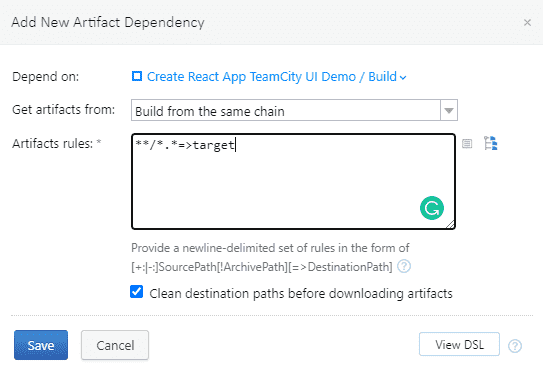 Add New Artifact Dependency ×
Depend on: Create React App TeamCity UI Demo / Build
Get artifacts from: Build from the same chain
Artifacts rules: * **/*.*=>target
Provide a newline-delimited set of rules in the form of
[+:|-:]SourcePath[!ArchivePath][=>DestinationPath] ?
Clean destination paths before downloading artifacts
Save Cancel View DSL ?